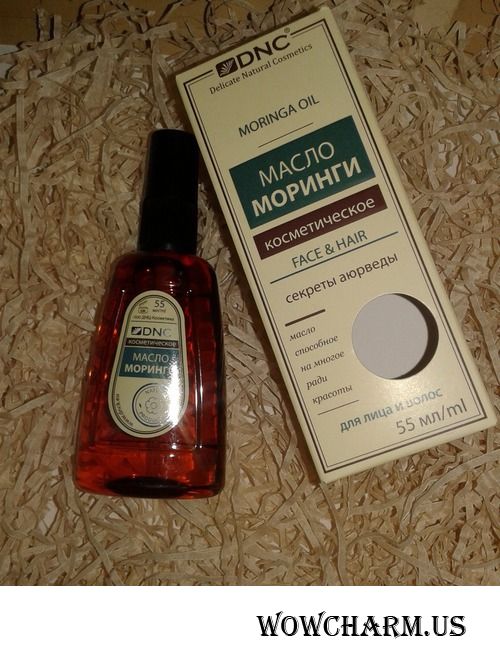 DNC®
Delicate Natural Cosmetics
MORINGA OIL
МАСЛО
МОРИНГИ
косметическое
FACE & HAIR
секреты аюрведы
масло
способное
на многое
ради
красоты
для лица и волос
55 мл/ml
55
DNC
косметическое
МАСЛО
МОРИНГИ
WOWCHARM.US